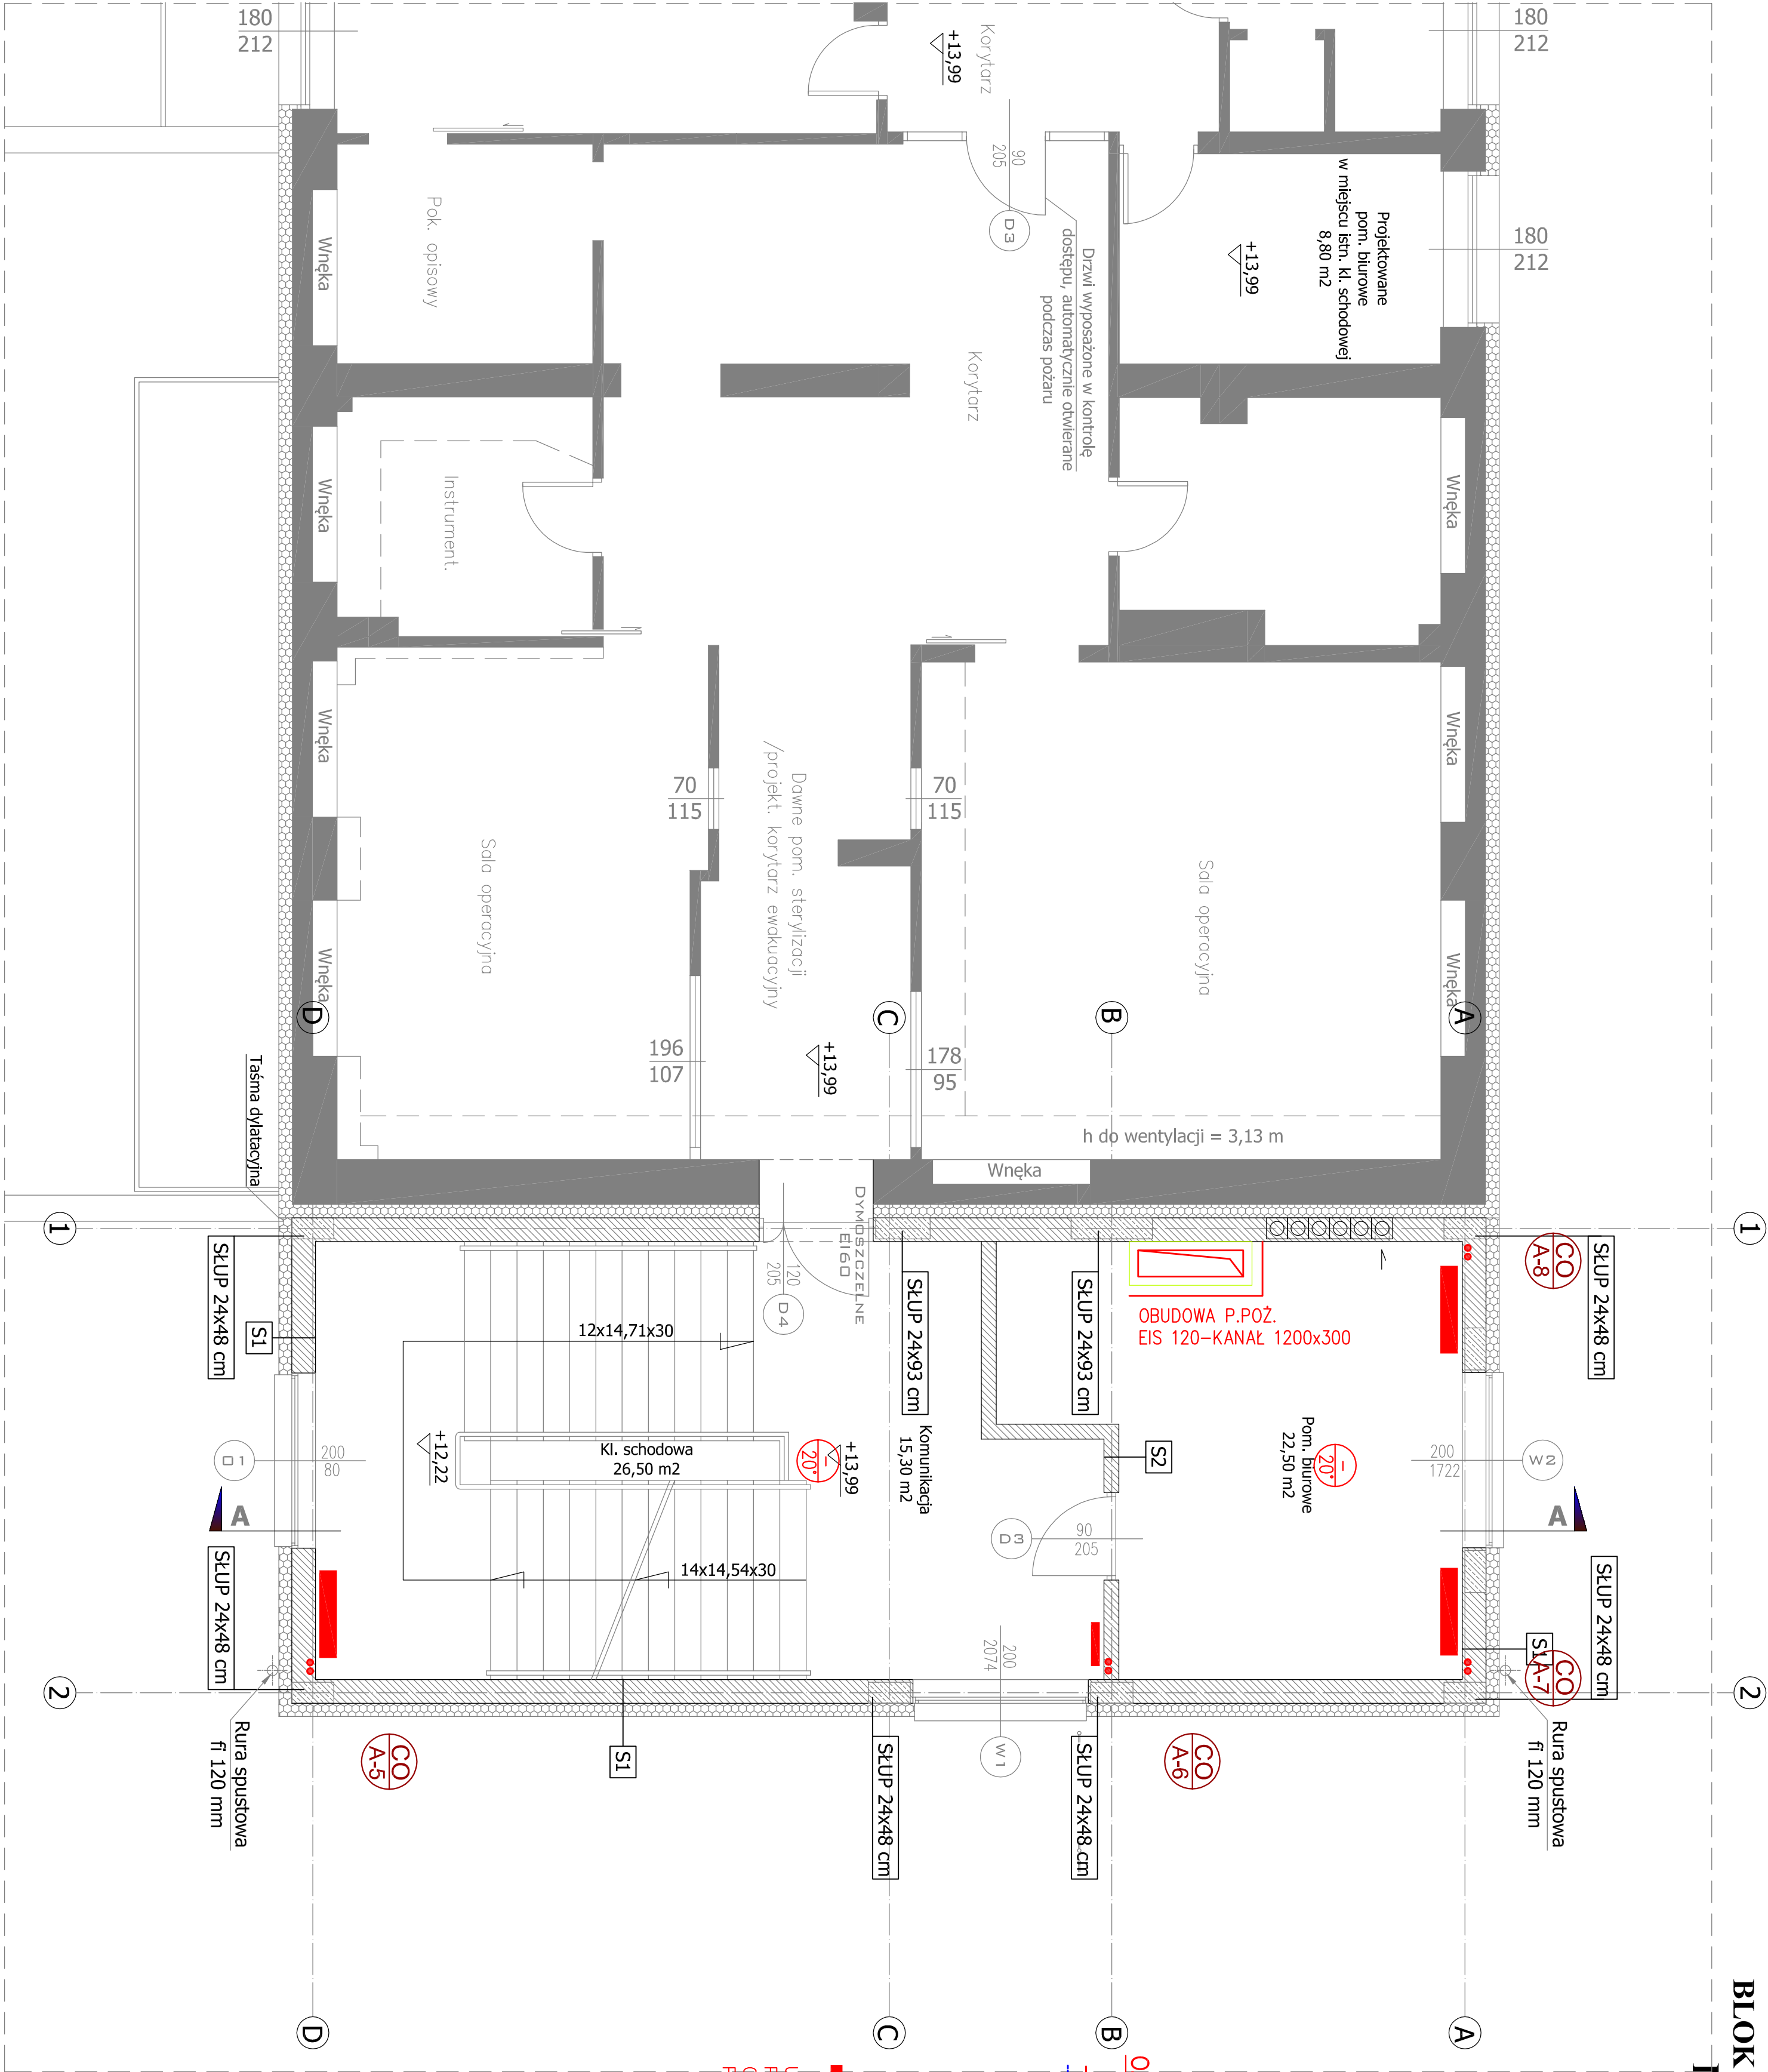 180
212
180
212
180
212
Korytarz
+13,99
90
205
D3
Drzwi wyposażone w kontrolę
dostępu, automatycznie otwierane
podczas pożaru
Projektowane
pom. biurowe
w miejscu istn. kl. schodowej
8,80 m2
+13,99
Pok. opisowy
Wnęka
Korytarz
Wnęka
Instrument.
Wnęka
Wnęka
Wnęka
70
115
70
115
Dawne pom. sterylizacji
/projekt. korytarz ewakuacyjny
Sala operacyjna
Sala operacyjna
Wnęka
Wnęka
D
C
B
A
196
107
+13,99
178
95
h do wentylacji = 3,13 m
Wnęka
Taśma dylatacyjna
1
1
DYMOSZCZELNE
EI60
120
205
D4
SŁUP 24x48 cm
S1
SŁUP 24x93 cm
SŁUP 24x93 cm
OBUDOWA P.POŻ.
EIS 120-KANAŁ 1200x300
CO
A-8
SŁUP 24x48 cm
12x14,71x30
Kl. schodowa
26,50 m2
+12,22
+13,99
-
20°
Komunikacja
15,30 m2
S2
Pom. biurowe
22,50 m2
-
20°
200
80
O1
200
1722
W2
A
A
14x14,54x30
D3
90
205
200
2074
W1
SŁUP 24x48 cm
SŁUP 24x48 cm
S1
CO
A-7
2
2
Rura spustowa
fi 120 mm
Rura spustowa
fi 120 mm
CO
A-5
S1
SŁUP 24x48 cm
SŁUP 24x48 cm
CO
A-6
D
C
B
A
BLOK